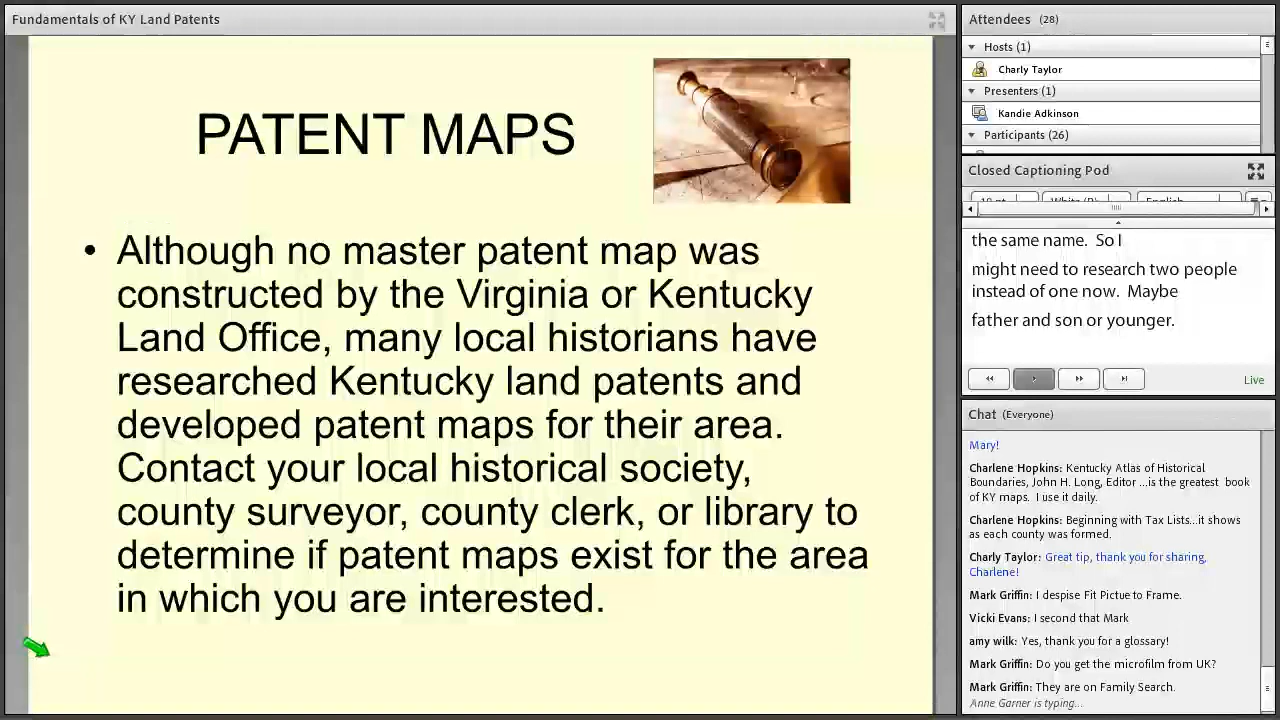 Fundamentals of KY Land Patents
PATENT MAPS
• Although no master patent map was
constructed by the Virginia or Kentucky
Land Office, many local historians have
researched Kentucky land patents and
developed patent maps for their area.
Contact your local historical society,
county surveyor, county clerk, or library to
determine if patent maps exist for the area
in which you are interested.
Attendees (28)
Hosts (1)
Charly Taylor
Presenters (1)
Kandie Adkinson
Participants (26)
Closed Captioning Pod
the same name. So I
might need to research two people
instead of one now. Maybe
father and son or younger.
Live
Chat (Everyone)
Mary!
Charlene Hopkins: Kentucky Atlas of Historical
Boundaries, John H. Long, Editor ...is the greatest book
of KY maps. I use it daily.
Charlene Hopkins: Beginning with Tax Lists...it shows
as each county was formed.
Charly Taylor: Great tip, thank you for sharing,
Charlene!
Mark Griffin: I despise Fit Pictue to Frame.
Vicki Evans: I second that Mark
amy wilk: Yes, thank you for a glossary!
Mark Griffin: Do you get the microfilm from UK?
Mark Griffin: They are on Family Search.
Anne Garner is typing...